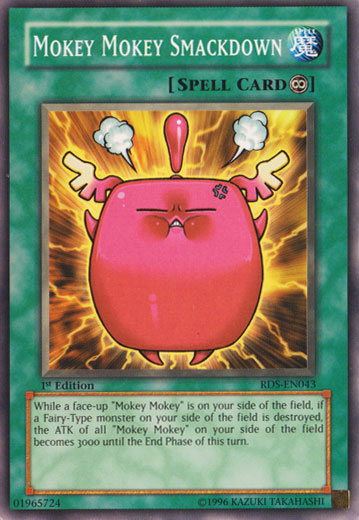 MOKEY MOKEY SMACKDOWN 魔
[SPELL CARD]
1st Edition
RDS-EN043
While a face-up "Mokey Mokey" is on your side of the field, if
a Fairy-Type monster on your side of the field is destroyed,
the ATK of all "Mokey Mokey" on your side of the field
becomes 3000 until the End Phase of this turn.
01965724
©1996 KAZUKI TAKAHASHI